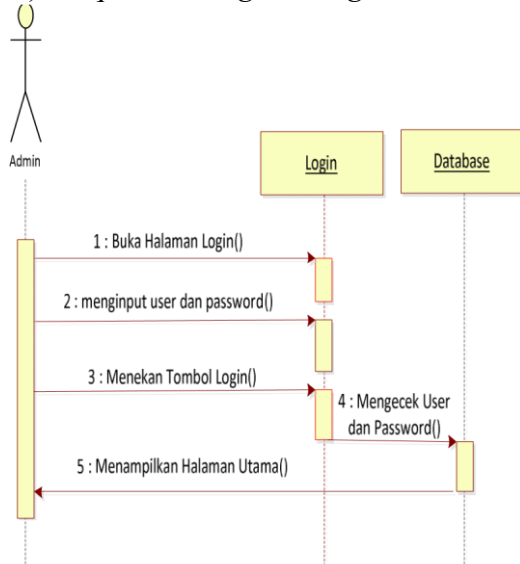 Admin
Login
Database
1 : Buka Halaman Login()
2 : menginput user dan password()
3 : Menekan Tombol Login()
4 : Mengecek User
dan Password()
5 : Menampilkan Halaman Utama()